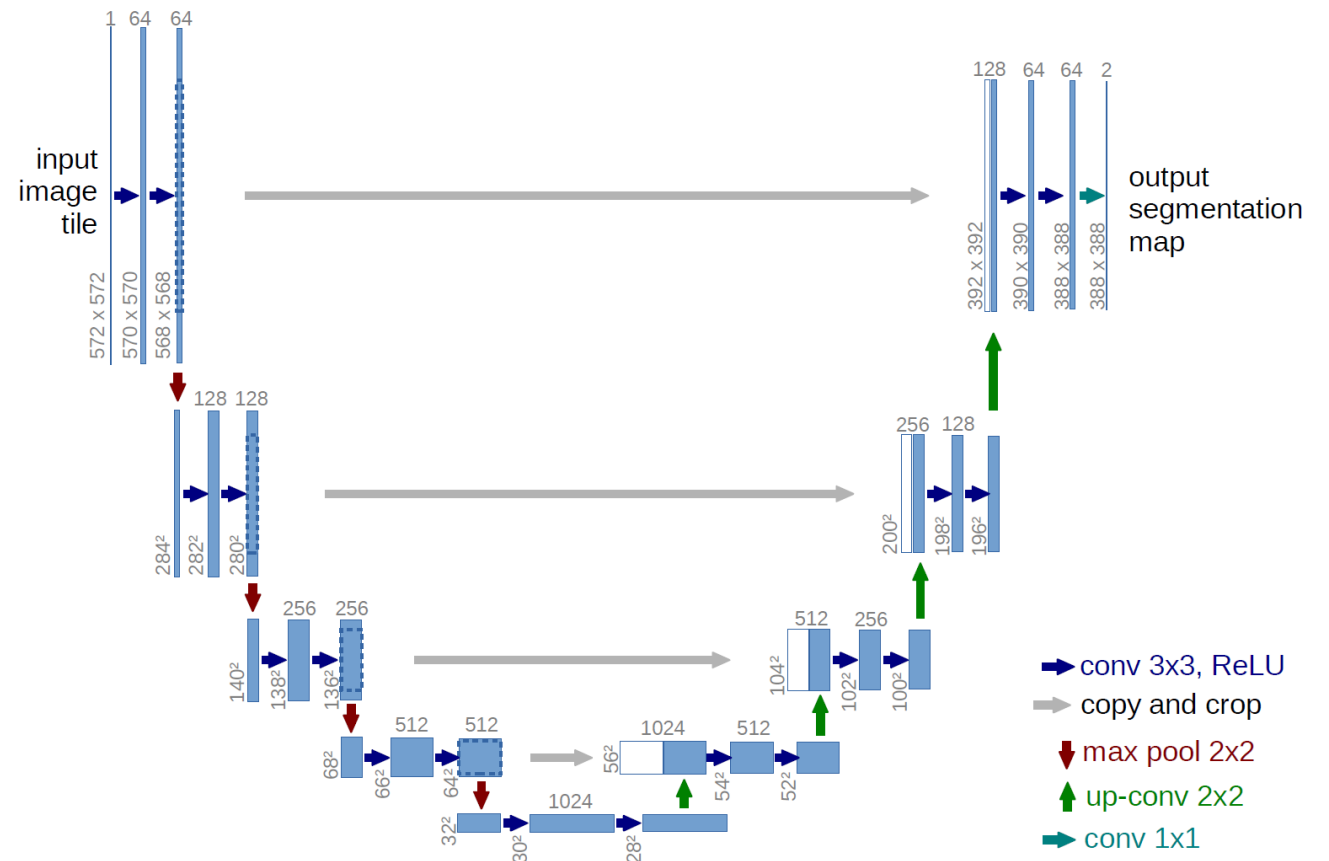 1 64 64
128 64 64 2
input
image
tile
output
segmentation
map
572 x 572
570 x 570
568 x 568
392 x 392
390 x 390
388 x 388
388 x 388
128 128
256 128
284²
282²
280²
200²
198²
196²
256 256
512 256
140²
138²
136²
104²
102²
100²
512 512
1024 512
68²
66²
64²
56²
54²
52²
1024
32²
30²
28²
conv 3x3, ReLU
copy and crop
max pool 2x2
up-conv 2x2
conv 1x1